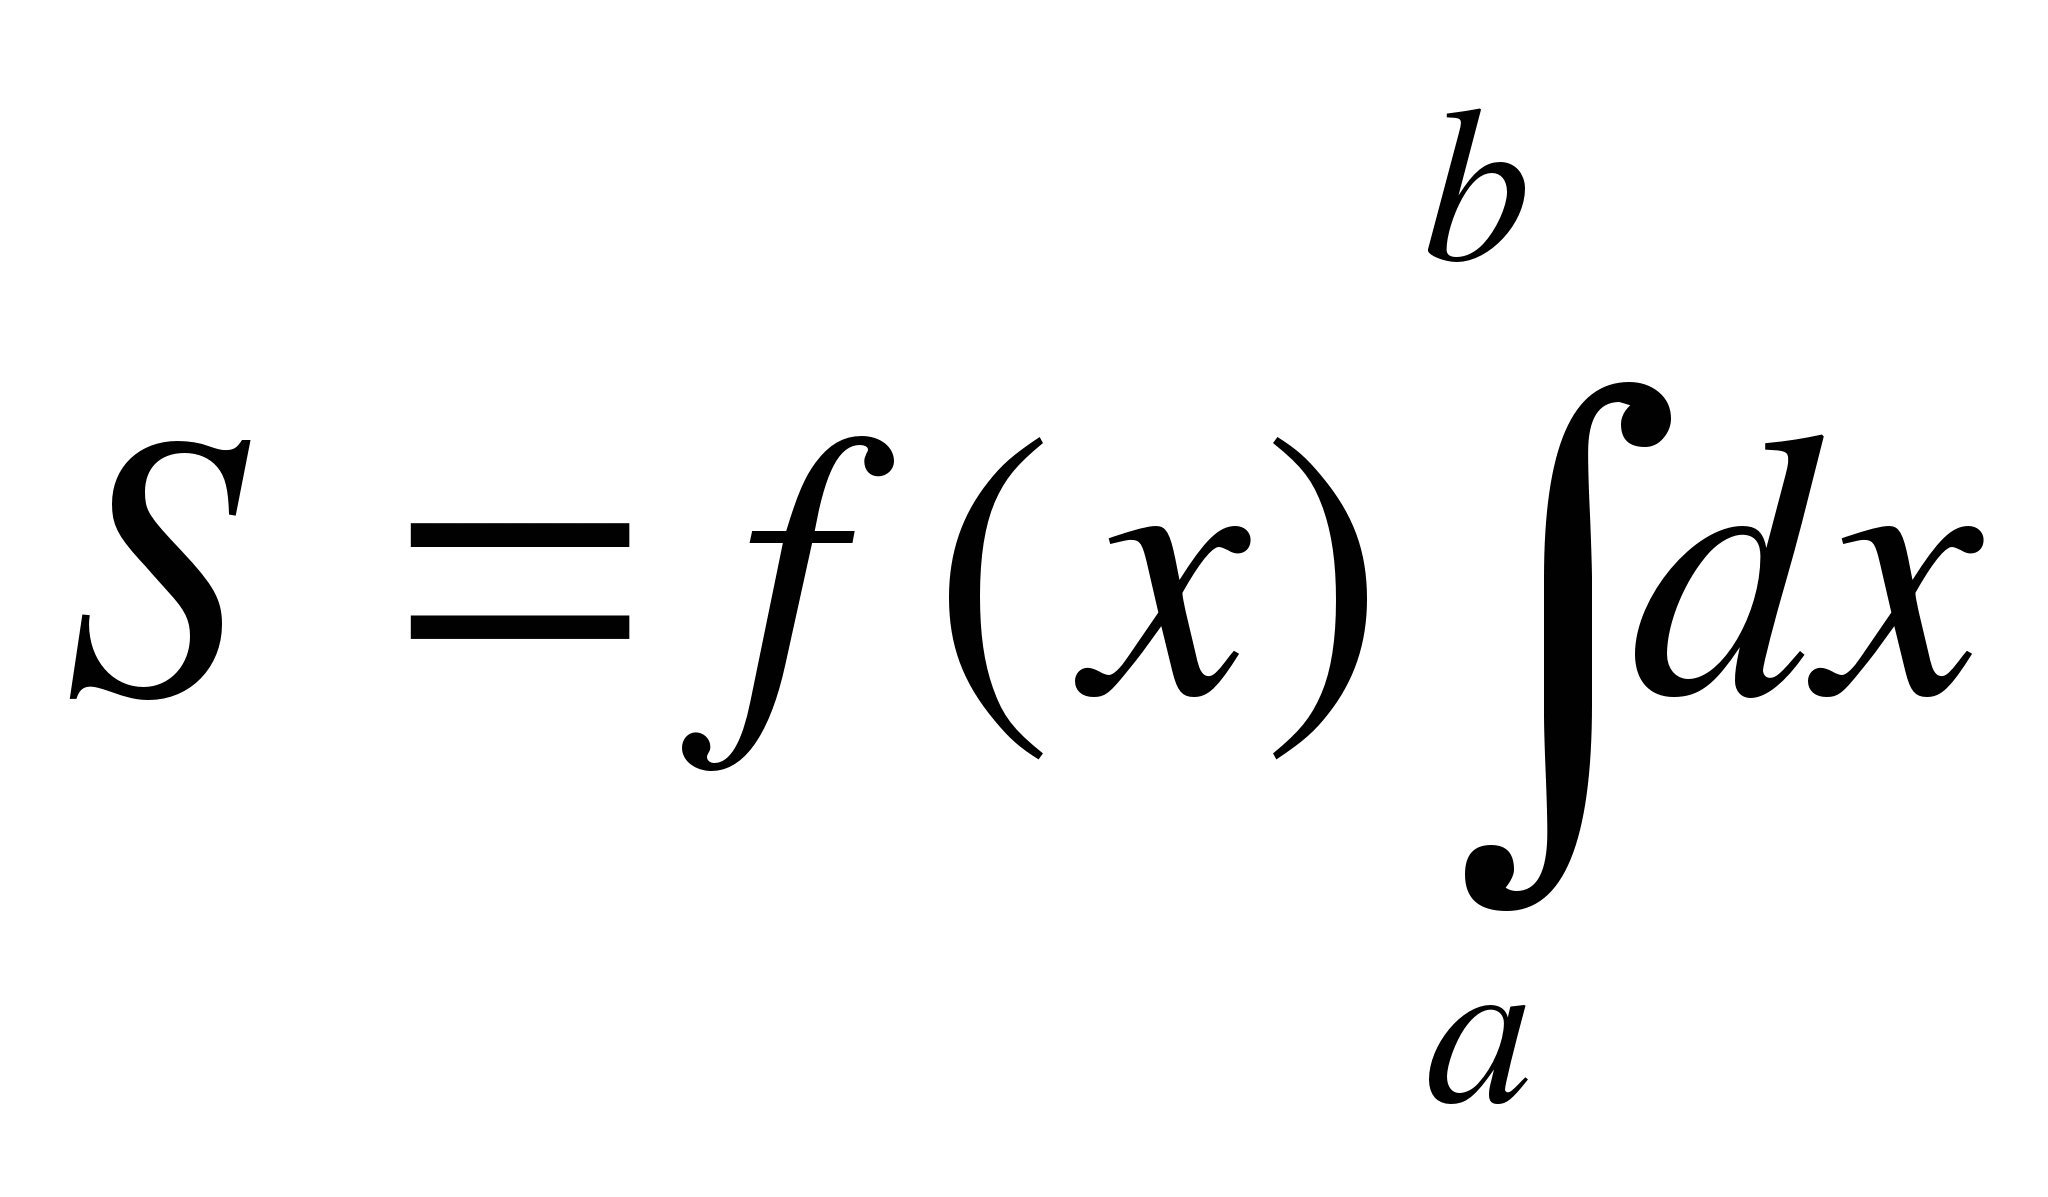 b
S = f (x) ∫dx
a